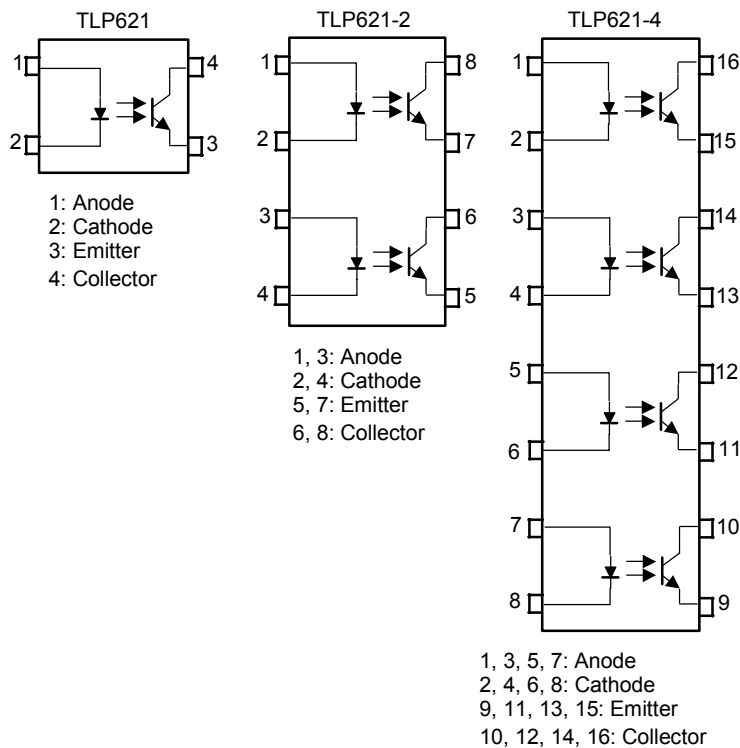 TLP621
1
4
2
3
1: Anode
2: Cathode
3: Emitter
4: Collector
TLP621-2
1
8
2
7
3
6
4
5
1, 3: Anode
2, 4: Cathode
5, 7: Emitter
6, 8: Collector
TLP621-4
1
16
2
15
3
14
4
13
5
12
6
11
7
10
8
9
1, 3, 5, 7: Anode
2, 4, 6, 8: Cathode
9, 11, 13, 15: Emitter
10, 12, 14, 16: Collector